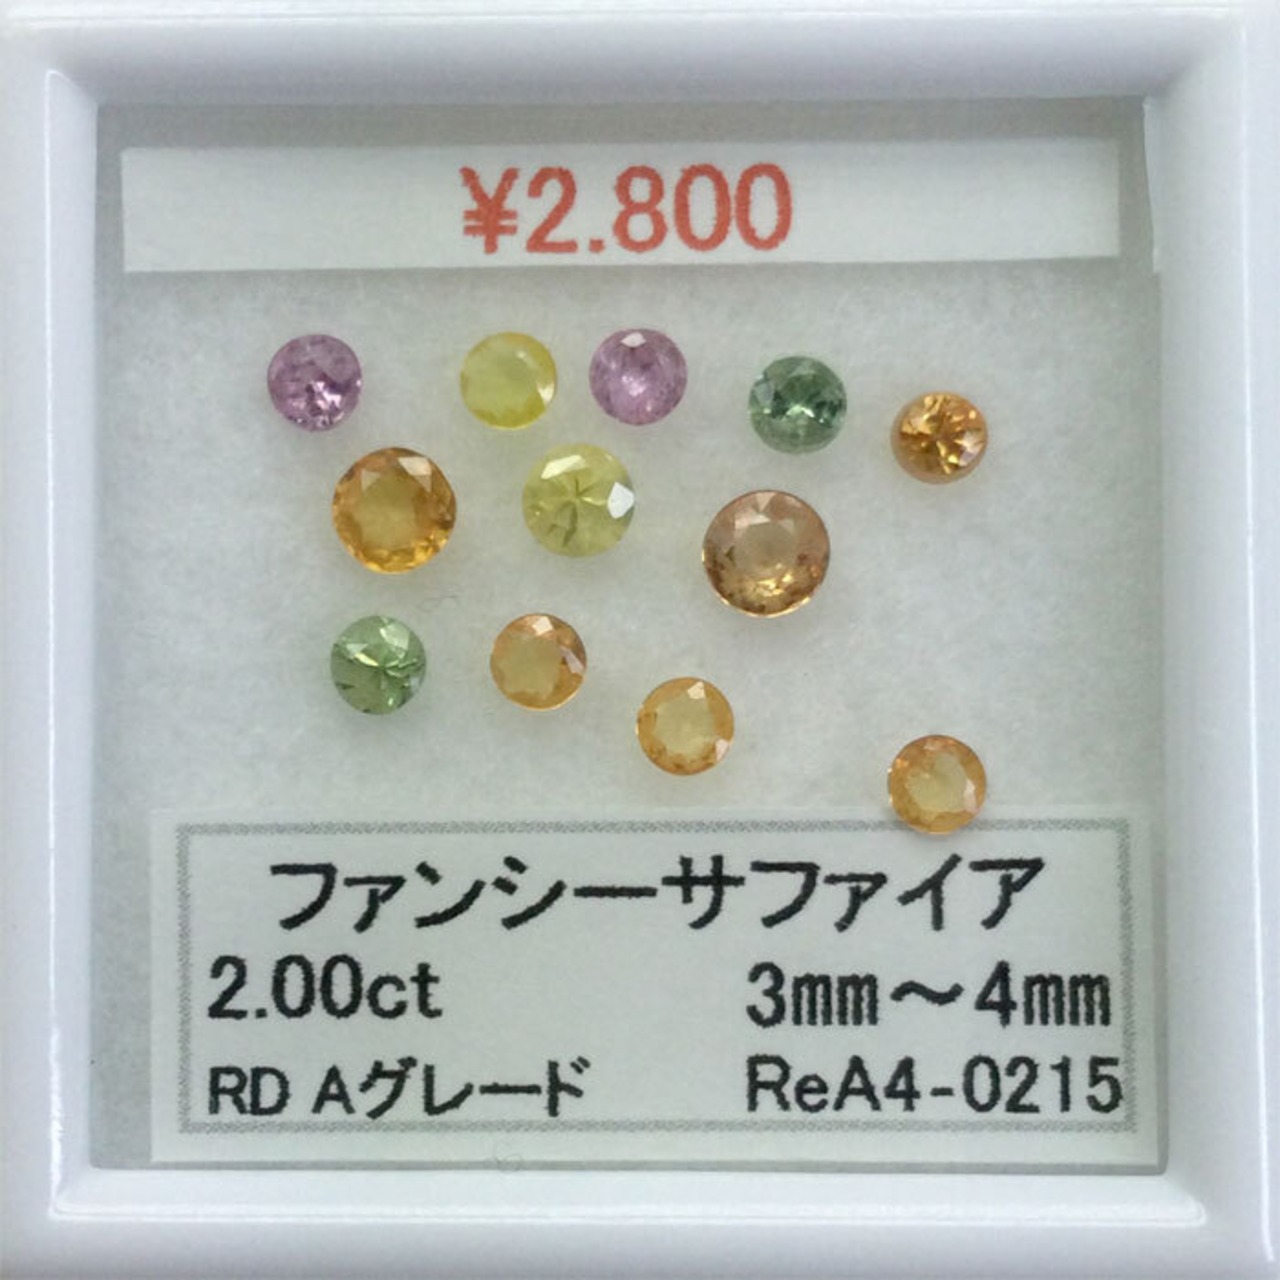 ¥2.800
ファンシーサファイア
2.00ct 3mm～4mm
RD Aグレード ReA4-0215